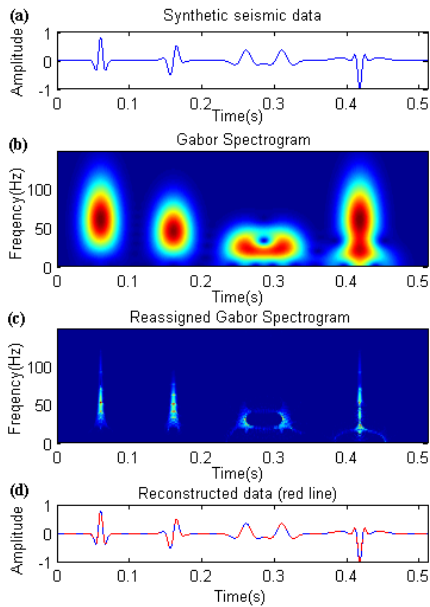 (a) Synthetic seismic data
Amplitude
1
0
-1
0 0.1 0.2 0.3 0.4 0.5
Time(s)
(b) Gabor Spectrogram
Freqency(Hz)
100
50
0
0 0.1 0.2 0.3 0.4 0.5
Time(s)
(c) Reassigned Gabor Spectrogram
Freqency(Hz)
100
50
0
0 0.1 0.2 0.3 0.4 0.5
Time(s)
(d) Reconstructed data (red line)
Amplitude
1
0
-1
0 0.1 0.2 0.3 0.4 0.5
Time(s)